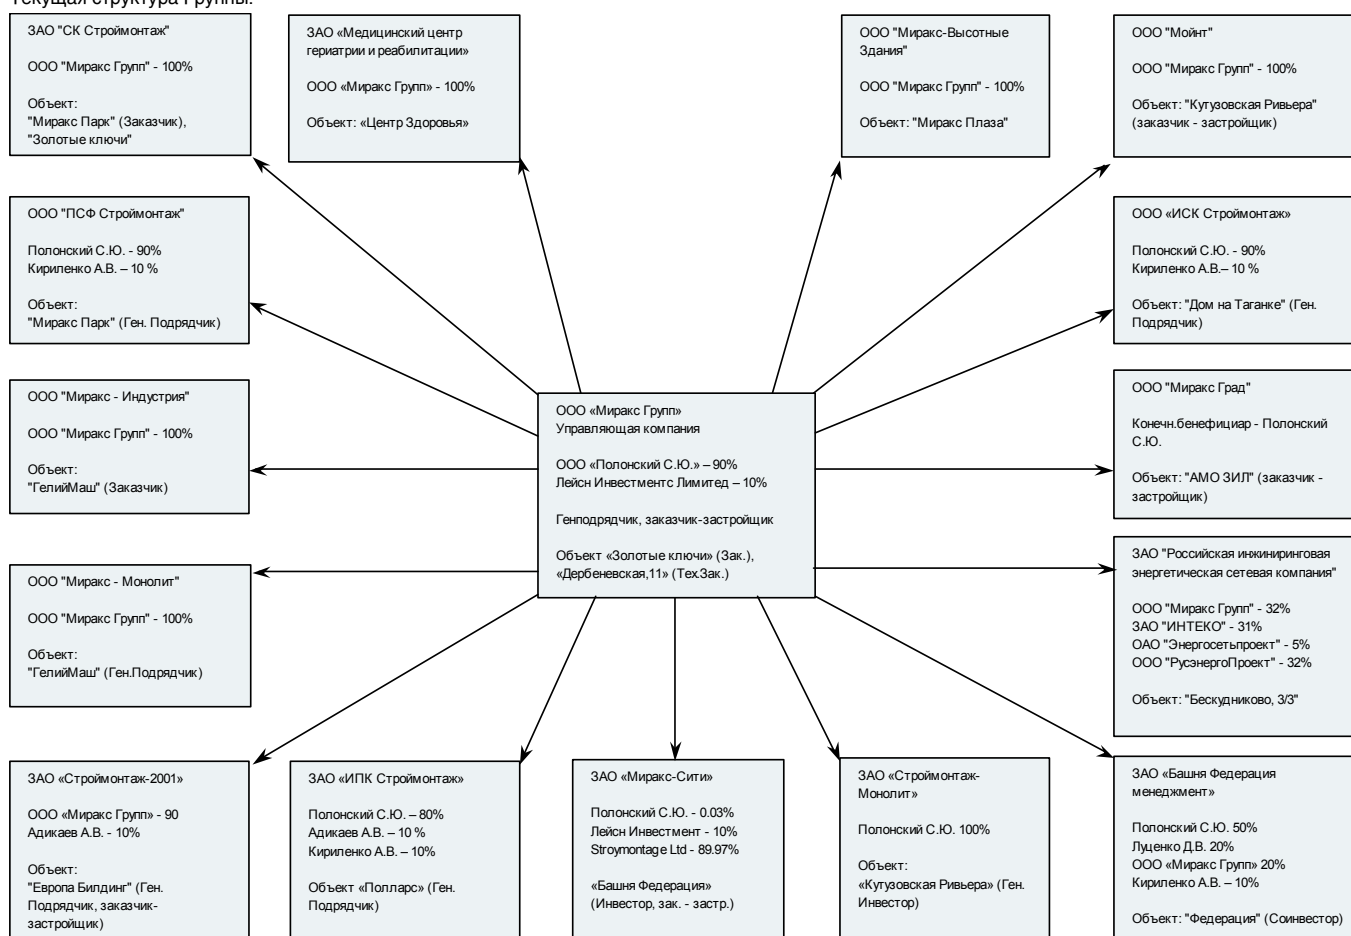 Текущая структура Группы:
ЗАО "СК Строймонтаж"
ООО "Миракс Групп" - 100%
Объект:
"Миракс Парк" (Заказчик),
"Золотые ключи"
ЗАО «Медицинский центр
гериатрии и реабилитации»
ООО «Миракс Групп» - 100%
Объект: «Центр Здоровья»
ООО "Миракс-Высотные
Здания"
ООО "Миракс Групп" - 100%
Объект: "Миракс Плаза"
ООО "Мойнт"
ООО "Миракс Групп" - 100%
Объект: "Кутузовская Ривьера"
(заказчик - застройщик)
ООО "ПСФ Строймонтаж"
Полонский С.Ю. - 90%
Кириленко А.В. – 10 %
Объект:
"Миракс Парк" (Ген. Подрядчик)
ООО «ИСК Строймонтаж»
Полонский С.Ю. - 90%
Кириленко А.В.– 10 %
Объект: "Дом на Таганке" (Ген.
Подрядчик)
ООО "Миракс - Индустрия"
ООО "Миракс Групп" - 100%
Объект:
"ГелийМаш" (Заказчик)
ООО «Миракс Групп»
Управляющая компания
ООО «Полонский С.Ю.» – 90%
Лейсн Инвестментс Лимитед – 10%
Генподрядчик, заказчик-застройщик
Объект «Золотые ключи» (Зак.),
«Дербеневская,11» (Тех.Зак.)
ООО "Миракс Град"
Конечн.бенефициар - Полонский
С.Ю.
Объект: "АМО ЗИЛ" (заказчик -
застройщик)
ООО "Миракс - Монолит"
ООО "Миракс Групп" - 100%
Объект:
"ГелийМаш" (Ген.Подрядчик)
ЗАО "Российская инжиниринговая
энергетическая сетевая компания"
ООО "Миракс Групп" - 32%
ЗАО "ИНТЕКО" - 31%
ОАО "Энергосетьпроект" - 5%
ООО "РусэнергоПроект" - 32%
Объект: "Бескудниково, 3/3"
ЗАО «Строймонтаж-2001»
ООО «Миракс Групп» - 90
Адикаев А.В. - 10%
Объект:
"Европа Билдинг" (Ген.
Подрядчик, заказчик-
застройщик)
ЗАО «ИПК Строймонтаж»
Полонский С.Ю. – 80%
Адикаев А.В. – 10 %
Кириленко А.В. – 10%
Объект «Полларс» (Ген.
Подрядчик)
ЗАО «Миракс-Сити»
Полонский С.Ю. - 0.03%
Лейсн Инвестмент - 10%
Stroymontage Ltd - 89.97%
«Башня Федерация»
(Инвестор, зак. - застр.)
ЗАО «Строймонтаж-
Монолит»
Полонский С.Ю. 100%
Объект:
«Кутузовская Ривьера» (Ген.
Инвестор)
ЗАО «Башня Федерация
менеджмент»
Полонский С.Ю. 50%
Луценко Д.В. 20%
ООО «Миракс Групп» 20%
Кириленко А.В. – 10%
Объект: "Федерация" (Соинвестор)